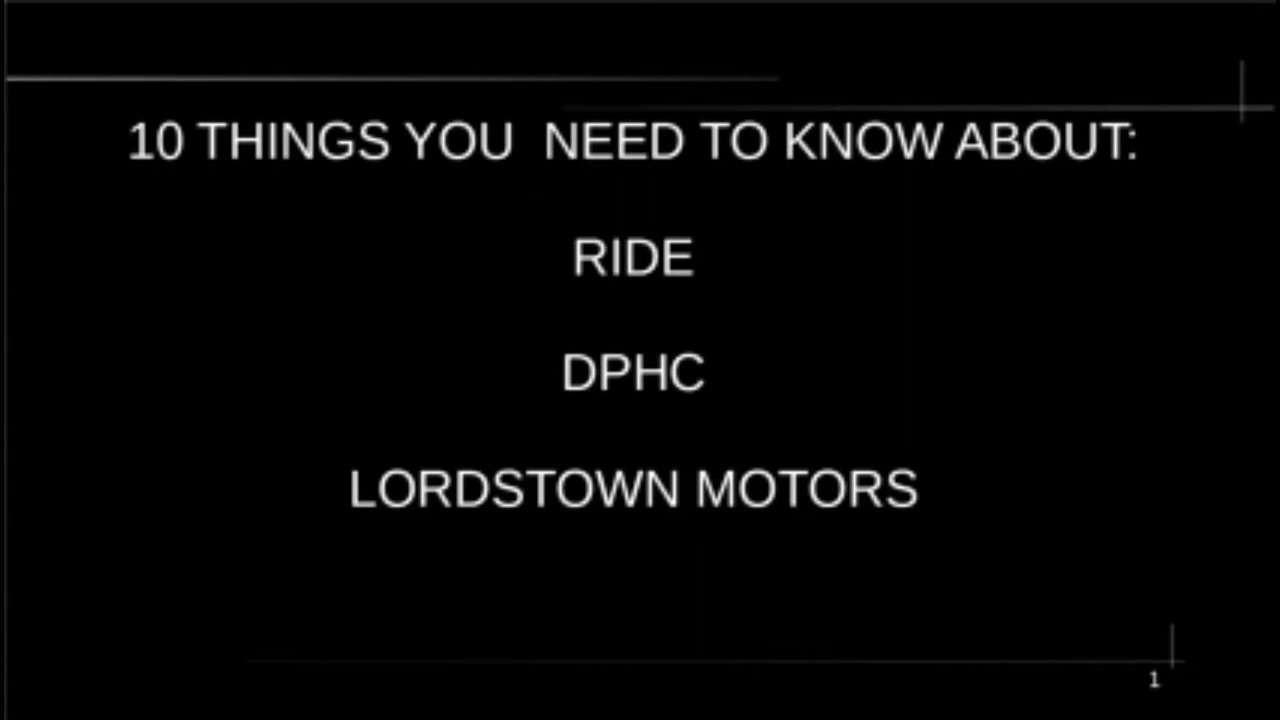 10 THINGS YOU  NEED TO KNOW ABOUT:
RIDE
DPHC
LORDSTOWN MOTORS
1